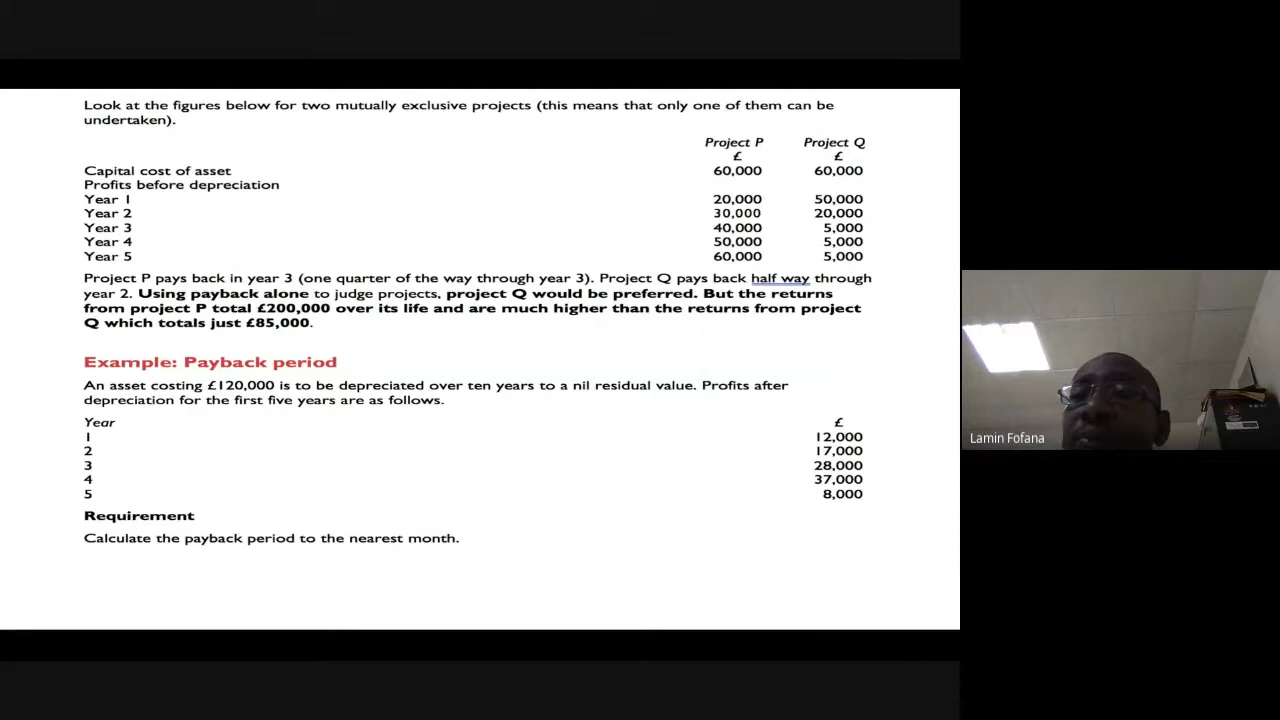 Look at the figures below for two mutually exclusive projects (this means that only one of them can be
undertaken).
Project P Project Q
£ £
Capital cost of asset 60,000 60,000
Profits before depreciation
Year 1 20,000 50,000
Year 2 30,000 20,000
Year 3 40,000 5,000
Year 4 50,000 5,000
Year 5 60,000 5,000
Project P pays back in year 3 (one quarter of the way through year 3). Project Q pays back half way through
year 2. Using payback alone to judge projects, project Q would be preferred. But the returns
from project P total £200,000 over its life and are much higher than the returns from project
Q which totals just £85,000.
Example: Payback period
An asset costing £120,000 is to be depreciated over ten years to a nil residual value. Profits after
depreciation for the first five years are as follows.
Year £
1 12,000
2 17,000
3 28,000
4 37,000
5 8,000
Requirement
Calculate the payback period to the nearest month.
Lamin Fofana